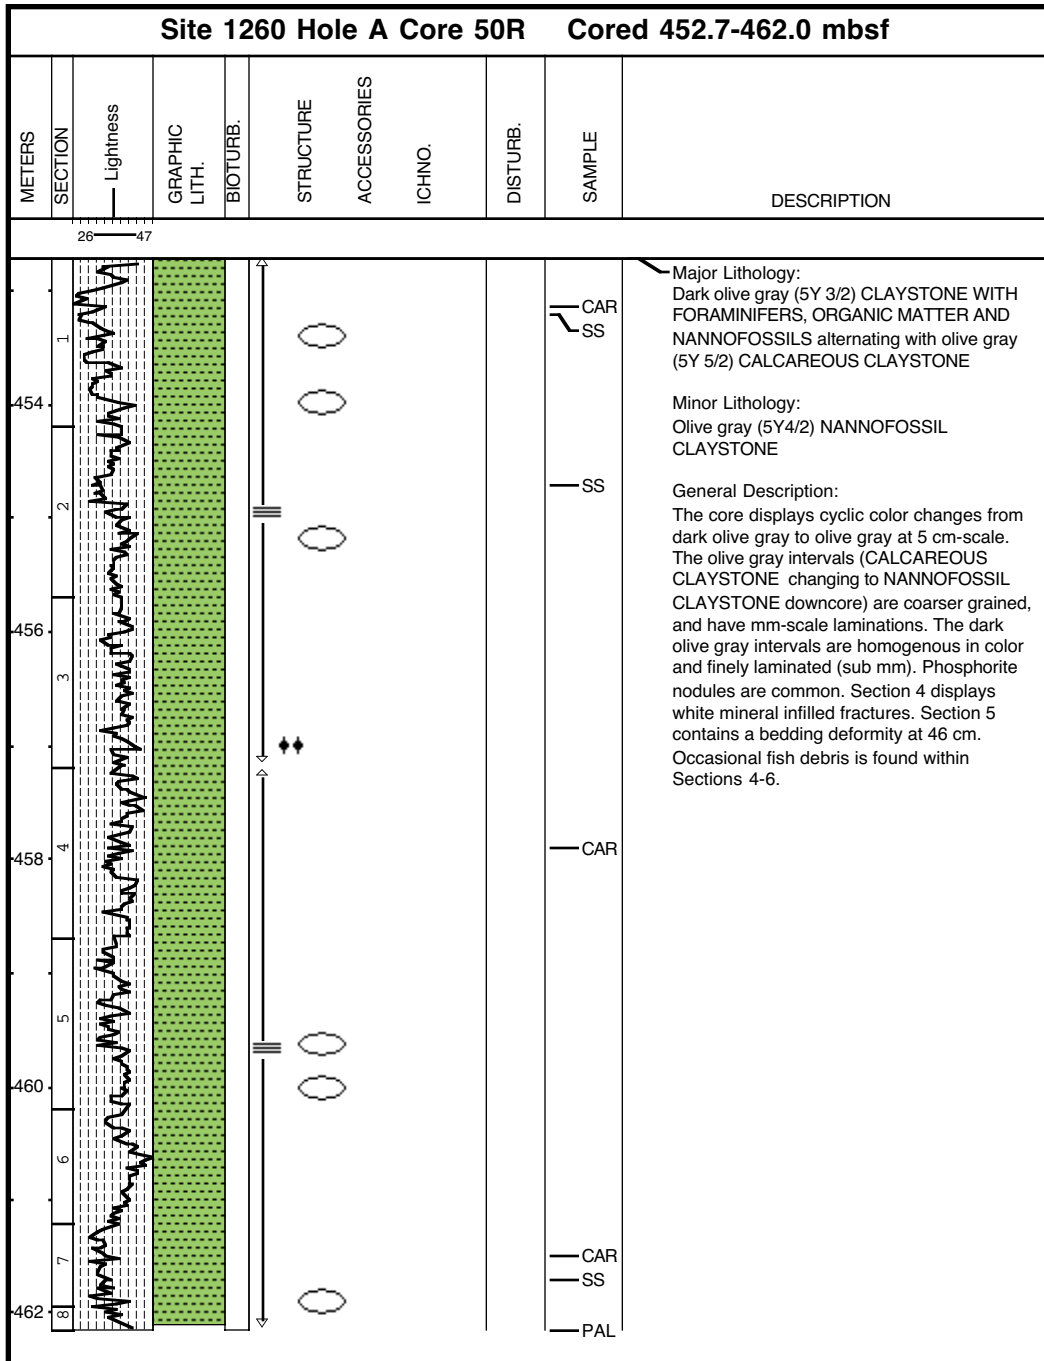 Site 1260 Hole A Core 50R Cored 452.7-462.0 mbsf
METERS
SECTION
Lightness
GRAPHIC
LITH.
BIOTURB.
STRUCTURE
ACCESSORIES
ICHNO.
DISTURB.
SAMPLE
DESCRIPTION
26 47
454
456
458
460
462
1
2
3
4
5
6
7
8
CAR
SS
SS
CAR
CAR
SS
PAL
Major Lithology:
Dark olive gray (5Y 3/2) CLAYSTONE WITH
FORAMINIFERS, ORGANIC MATTER AND
NANNOFOSSILS alternating with olive gray
(5Y 5/2) CALCAREOUS CLAYSTONE
Minor Lithology:
Olive gray (5Y4/2) NANNOFOSSIL
CLAYSTONE
General Description:
The core displays cyclic color changes from
dark olive gray to olive gray at 5 cm-scale.
The olive gray intervals (CALCAREOUS
CLAYSTONE changing to NANNOFOSSIL
CLAYSTONE downcore) are coarser grained,
and have mm-scale laminations. The dark
olive gray intervals are homogenous in color
and finely laminated (sub mm). Phosphorite
nodules are common. Section 4 displays
white mineral infilled fractures. Section 5
contains a bedding deformity at 46 cm.
Occasional fish debris is found within
Sections 4-6.